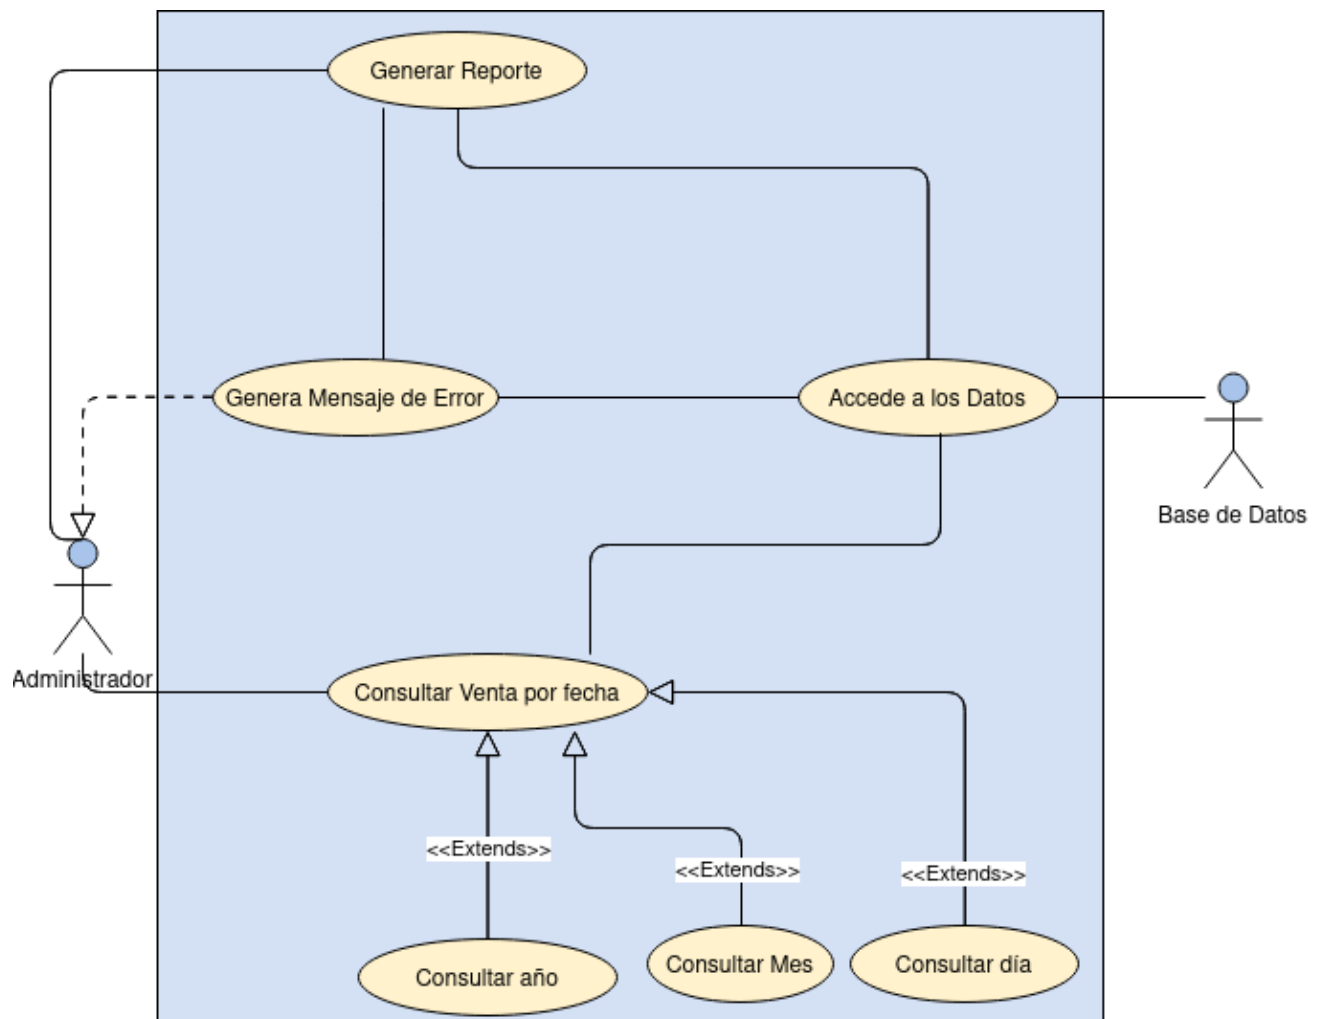 Generar Reporte
Genera Mensaje de Error
Accede a los Datos
Base de Datos
Administrador
Consultar Venta por fecha
<<Extends>>
<<Extends>>
<<Extends>>
Consultar año
Consultar Mes
Consultar día